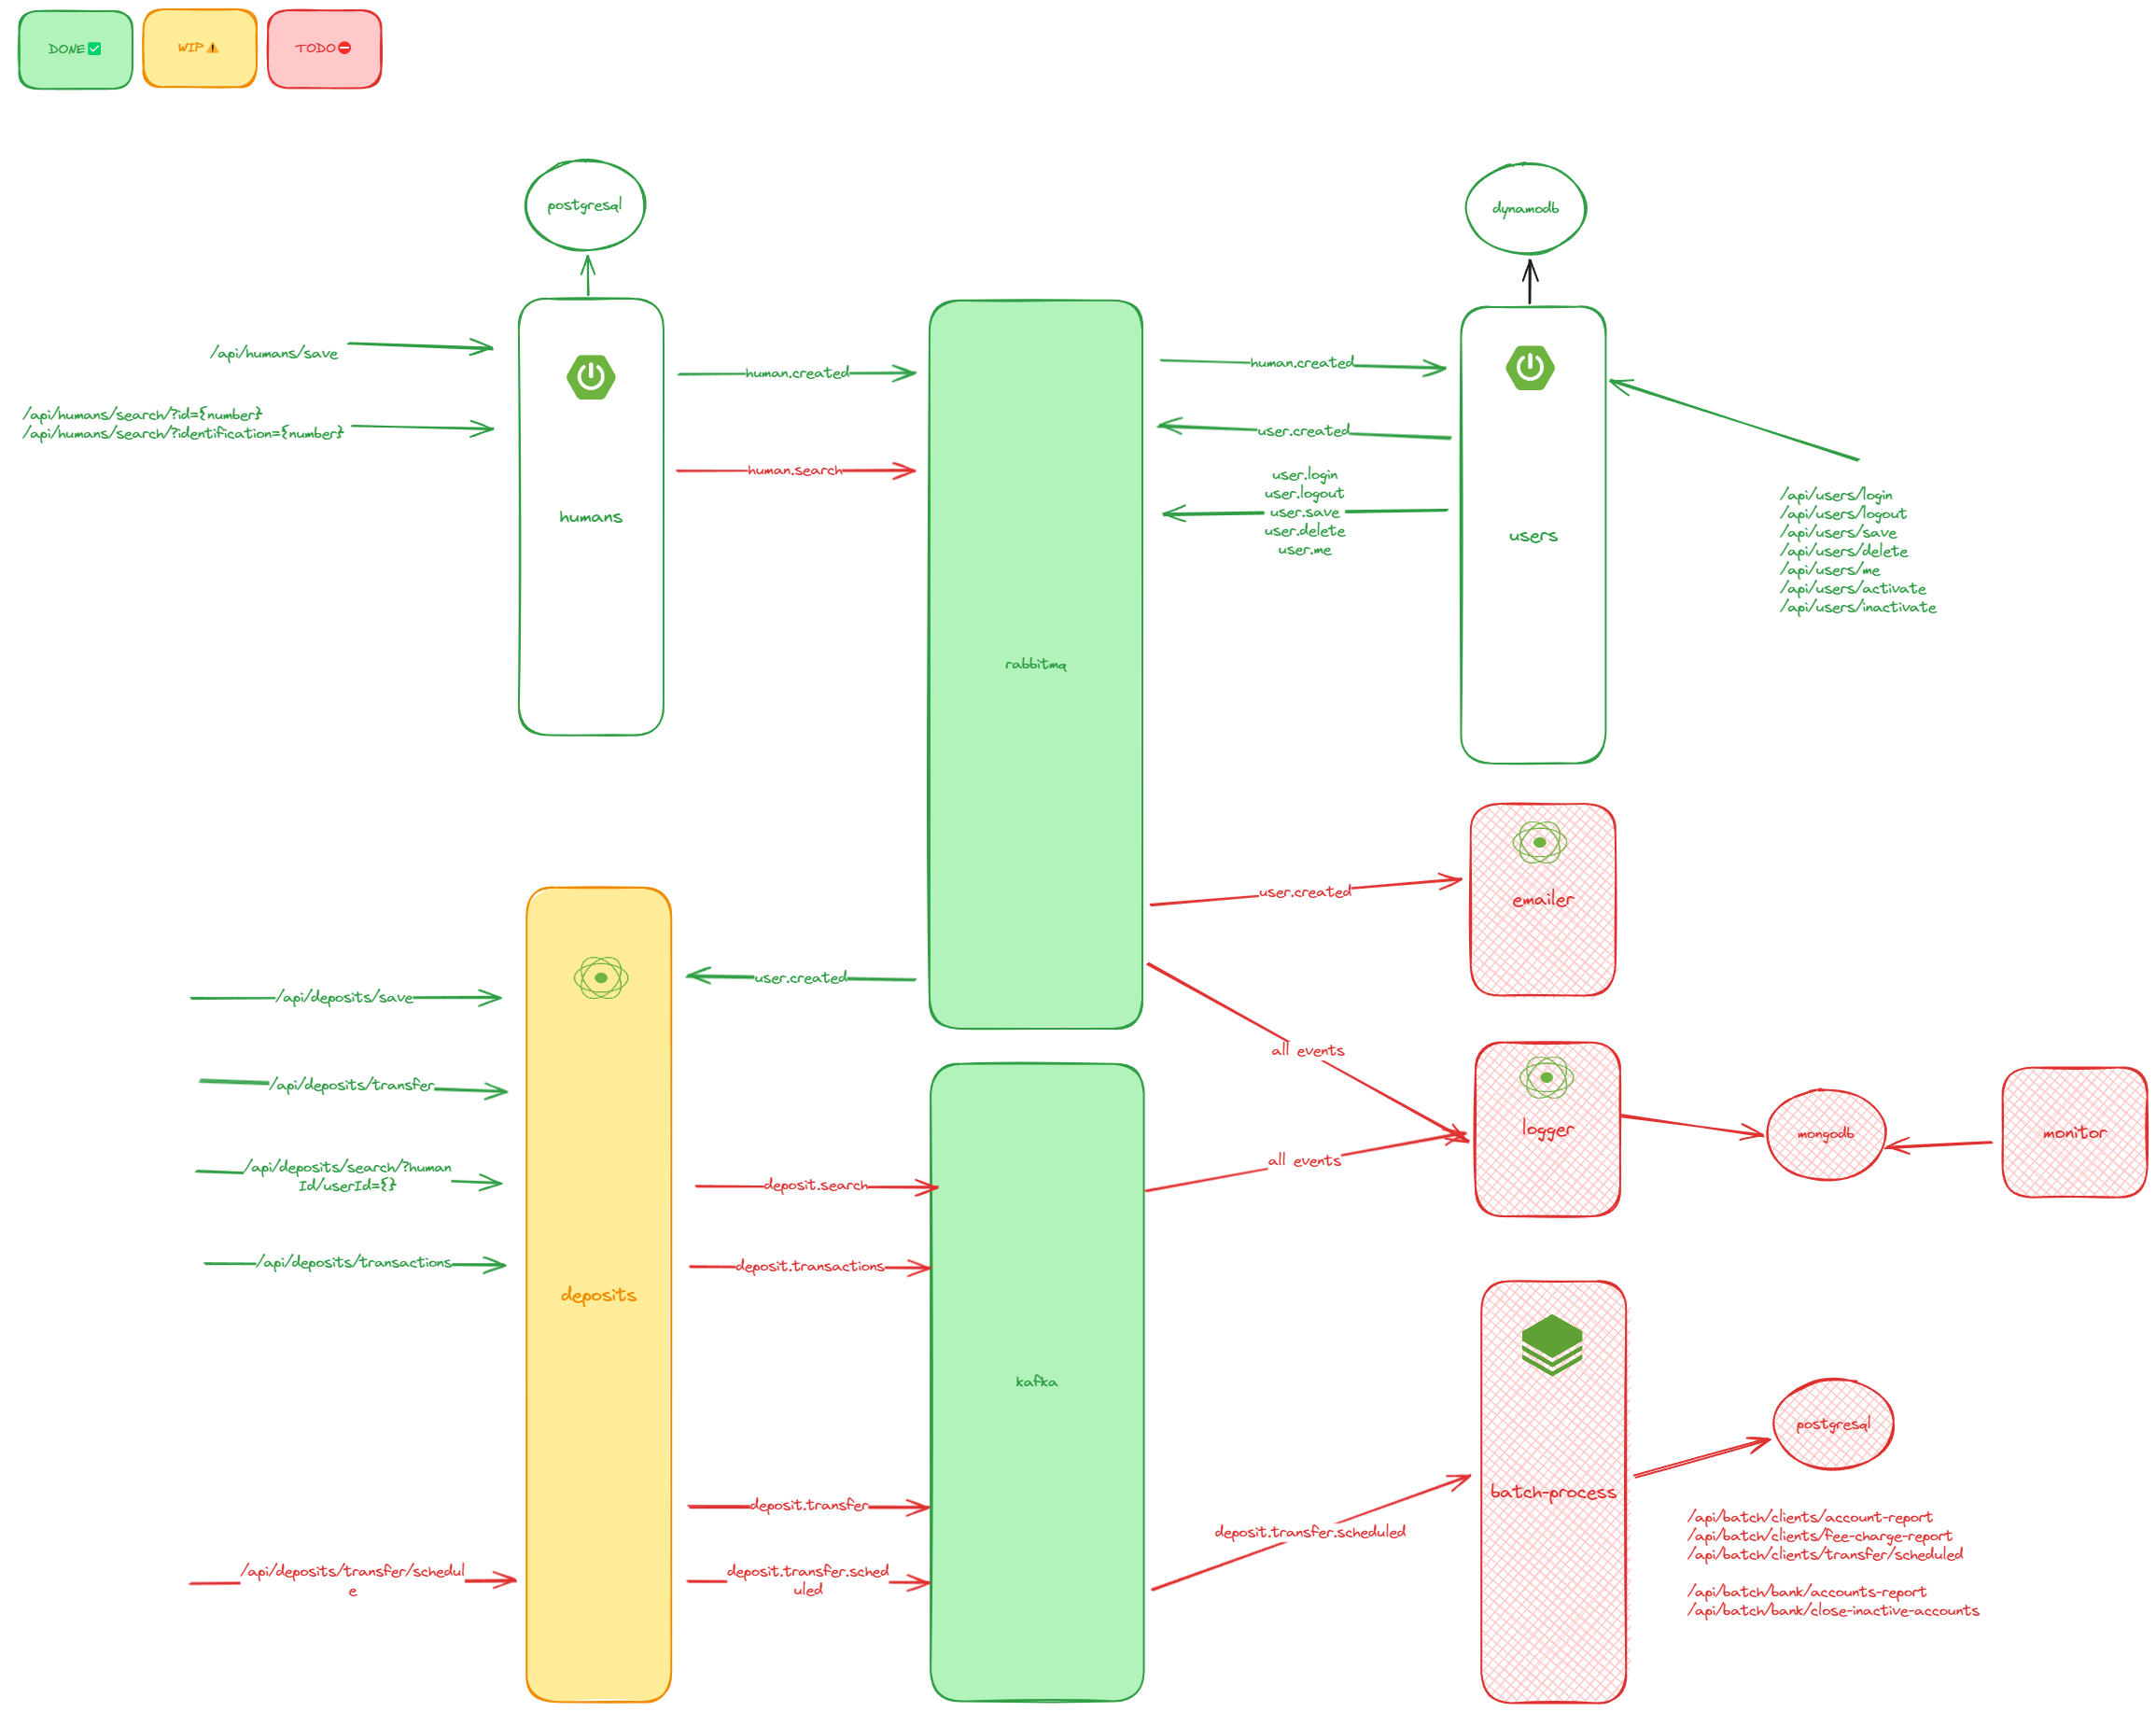 DONE✅
WIP⚠️
TODO⛔
postgresql
dynamodb
/api/humans/save
/api/humans/search/?id={number}
/api/humans/search/?identification={number}
humans
human.created
human.search
rabbitmq
human.created
user.created
user.login
user.logout
user.save
user.delete
user.me
users
/api/users/login
/api/users/logout
/api/users/save
/api/users/delete
/api/users/me
/api/users/activate
/api/users/inactivate
user.created
emailer
user.created
/api/deposits/save
/api/deposits/transfer
/api/deposits/search/?human
Id/userId={}
/api/deposits/transactions
/api/deposits/transfer/schedul
e
deposits
deposit.search
deposit.transactions
deposit.transfer
deposit.transfer.sched
uled
kafka
all events
all events
logger
mongodb
monitor
deposit.transfer.scheduled
batch-process
postgresql
/api/batch/clients/account-report
/api/batch/clients/fee-charge-report
/api/batch/clients/transfer/scheduled
/api/batch/bank/accounts-report
/api/batch/bank/close-inactive-accounts